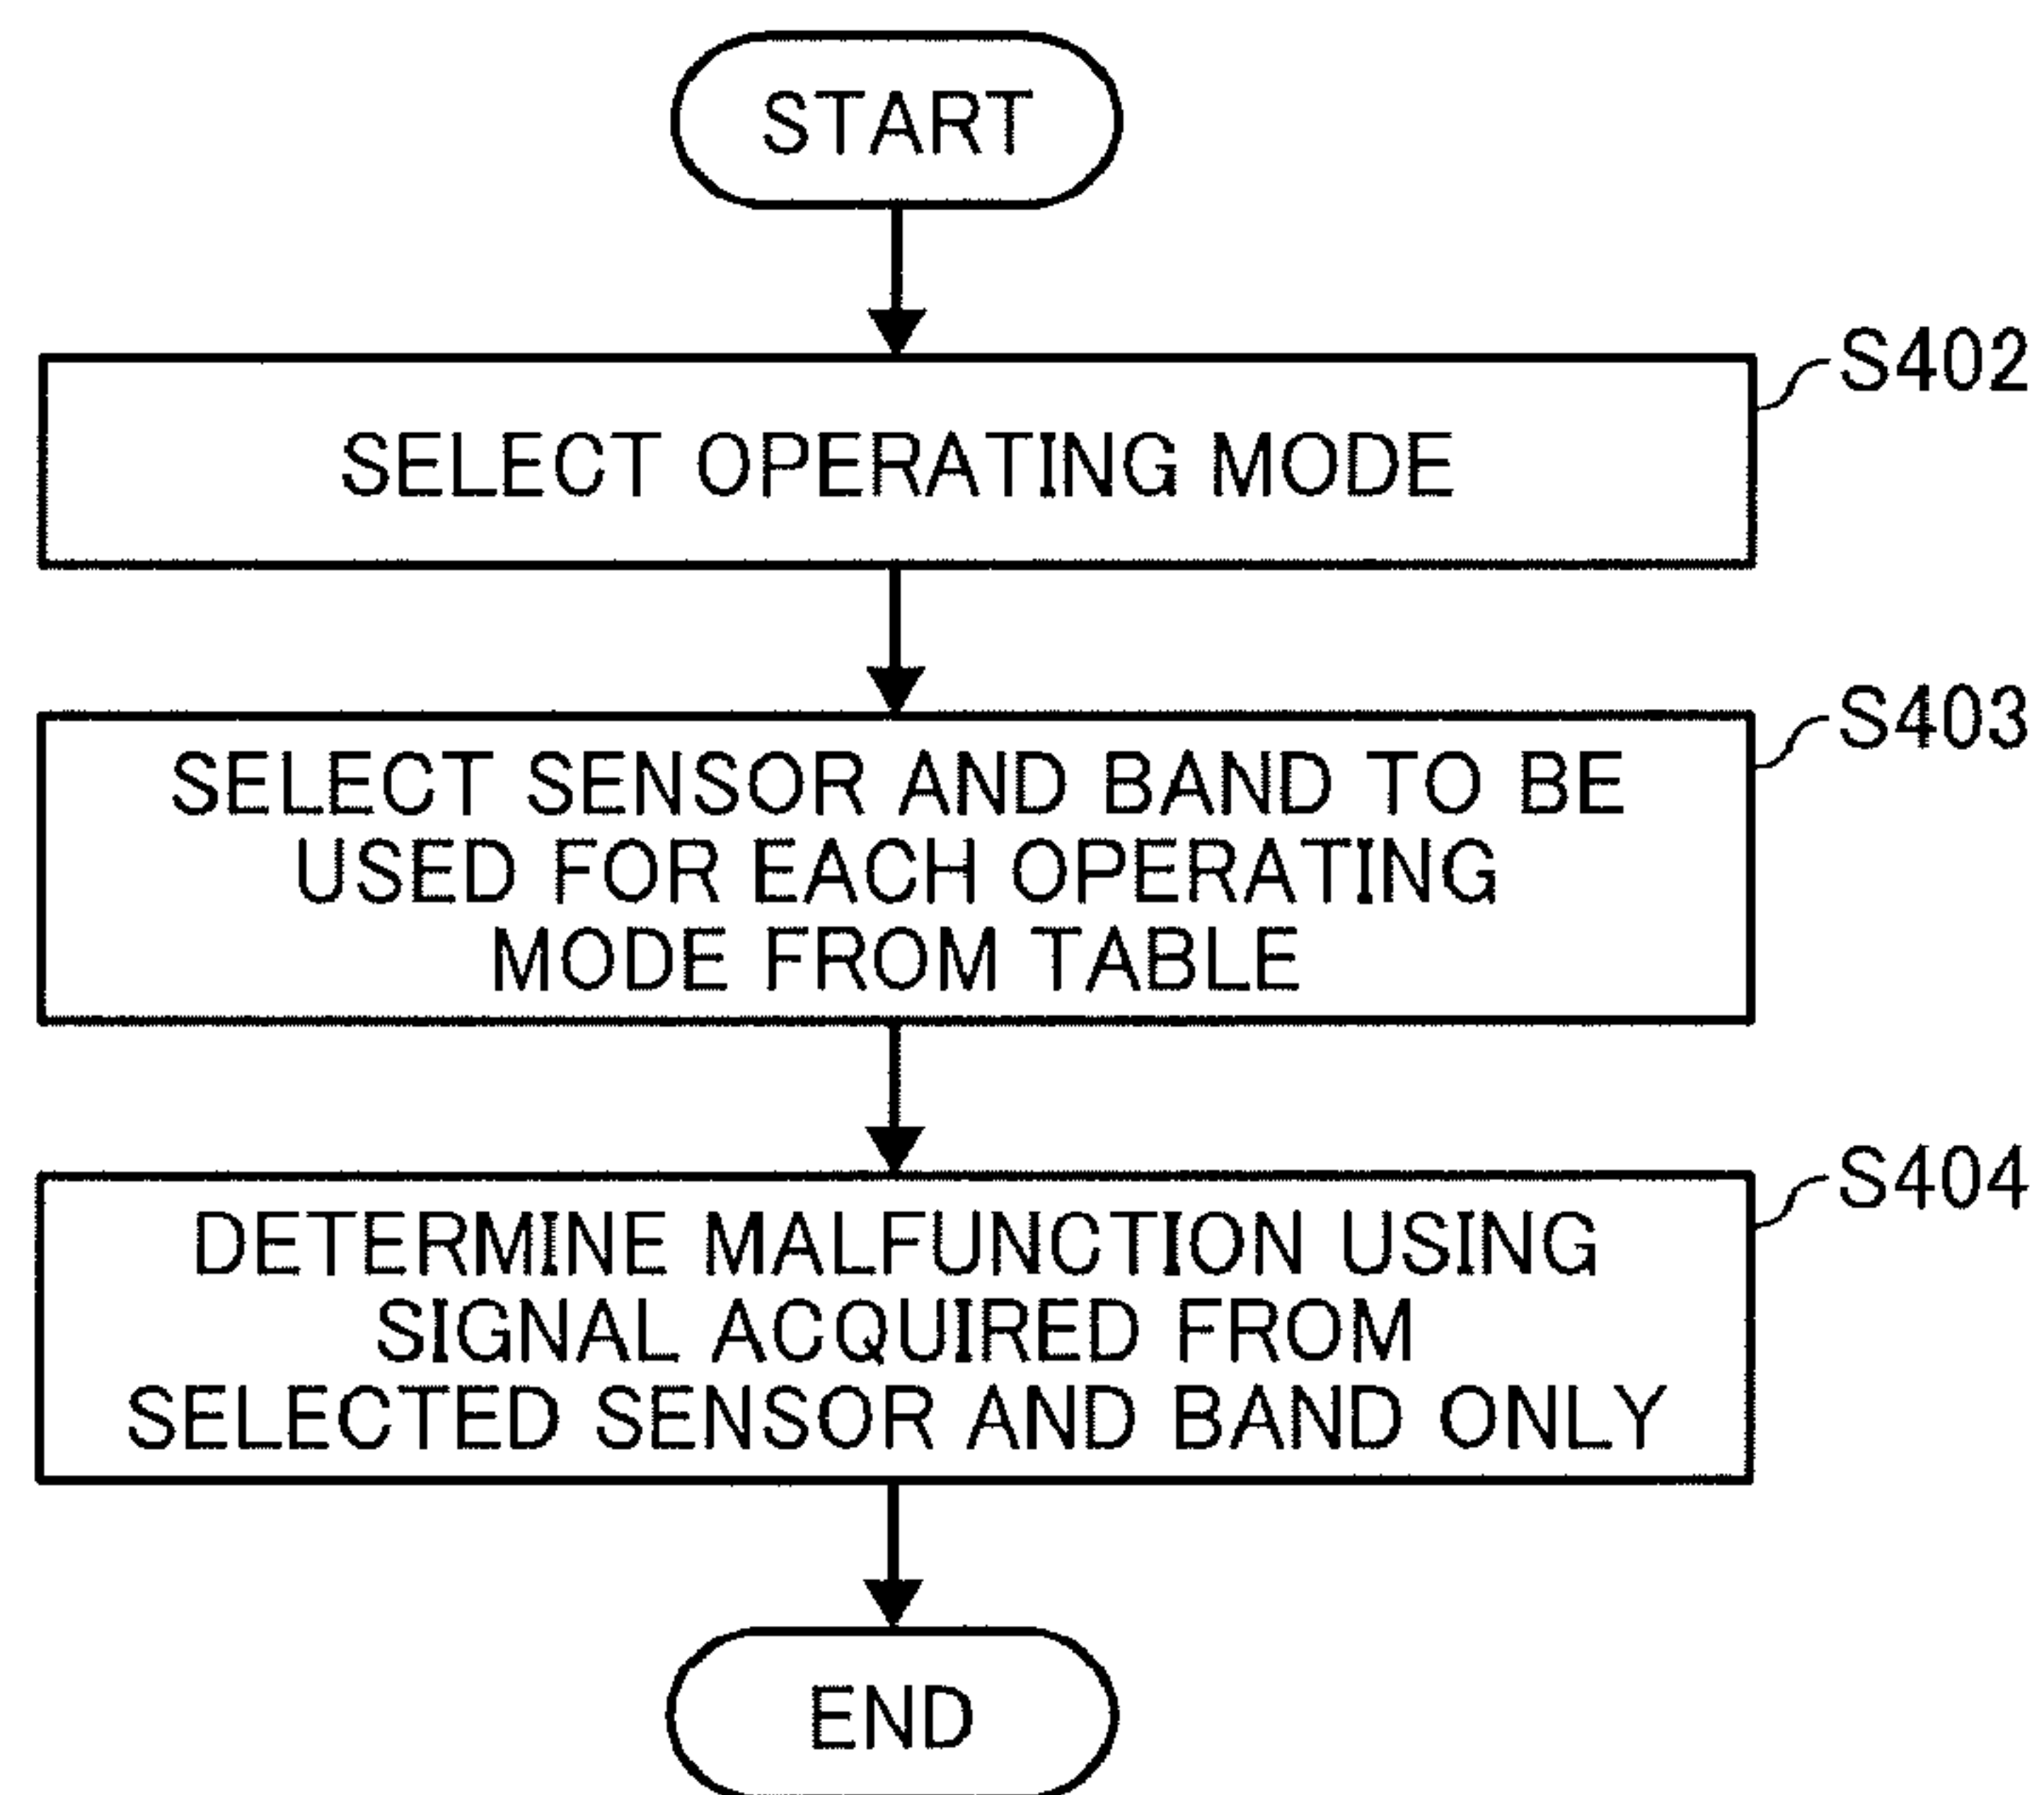 START
S402
SELECT OPERATING MODE
S403
SELECT SENSOR AND BAND TO BE
USED FOR EACH OPERATING
MODE FROM TABLE
S404
DETERMINE MALFUNCTION USING
SIGNAL ACQUIRED FROM
SELECTED SENSOR AND BAND ONLY
END